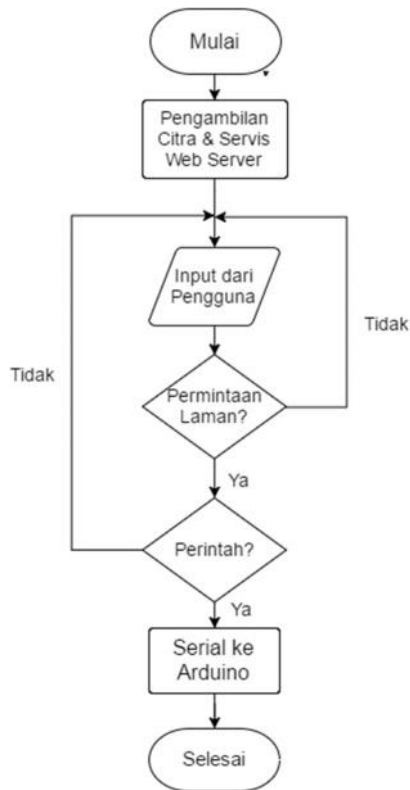 Mulai
Pengambilan
Citra & Servis
Web Server
Input dari
Pengguna
Tidak
Tidak
Permintaan
Laman?
Ya
Perintah?
Ya
Serial ke
Arduino
Selesai